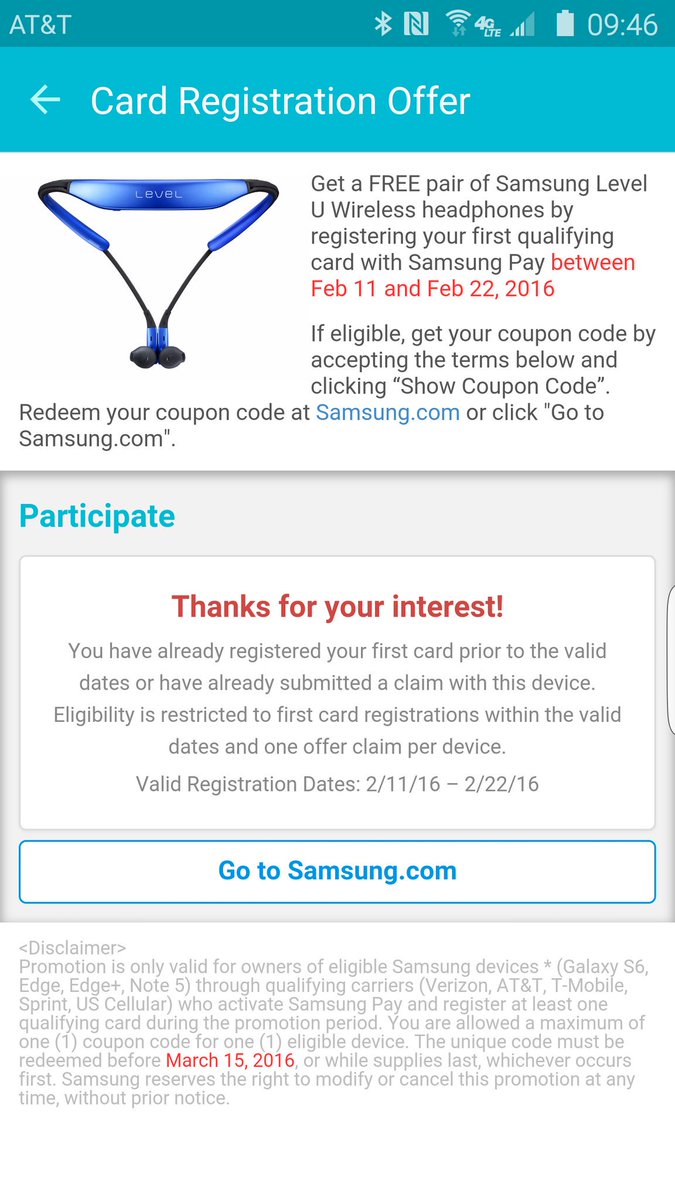 AT&T 4G LTE 09:46
Card Registration Offer
LEVEL
Get a FREE pair of Samsung Level
U Wireless headphones by
registering your first qualifying
card with Samsung Pay between
Feb 11 and Feb 22, 2016
If eligible, get your coupon code by
accepting the terms below and
clicking “Show Coupon Code”.
Redeem your coupon code at Samsung.com or click "Go to
Samsung.com".
Participate
Thanks for your interest!
You have already registered your first card prior to the valid
dates or have already submitted a claim with this device.
Eligibility is restricted to first card registrations within the valid
dates and one offer claim per device.
Valid Registration Dates: 2/11/16 – 2/22/16
Go to Samsung.com
<Disclaimer>
Promotion is only valid for owners of eligible Samsung devices * (Galaxy S6,
Edge, Edge+, Note 5) through qualifying carriers (Verizon, AT&T, T-Mobile,
Sprint, US Cellular) who activate Samsung Pay and register at least one
qualifying card during the promotion period. You are allowed a maximum of
one (1) coupon code for one (1) eligible device. The unique code must be
redeemed before March 15, 2016, or while supplies last, whichever occurs
first. Samsung reserves the right to modify or cancel this promotion at any
time, without prior notice.